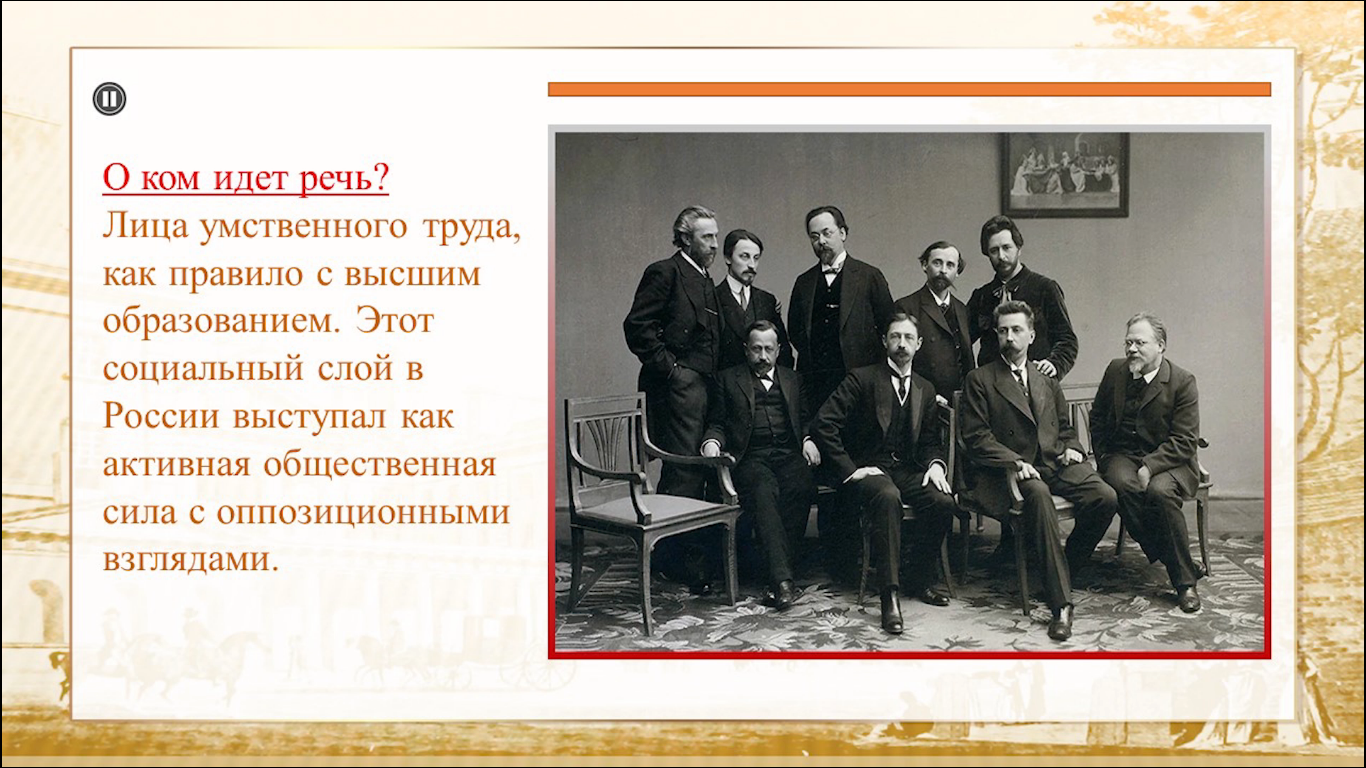 О ком идет речь?
Лица умственного труда,
как правило с высшим
образованием. Этот
социальный слой в
России выступал как
активная общественная
сила с оппозиционными
взглядами.